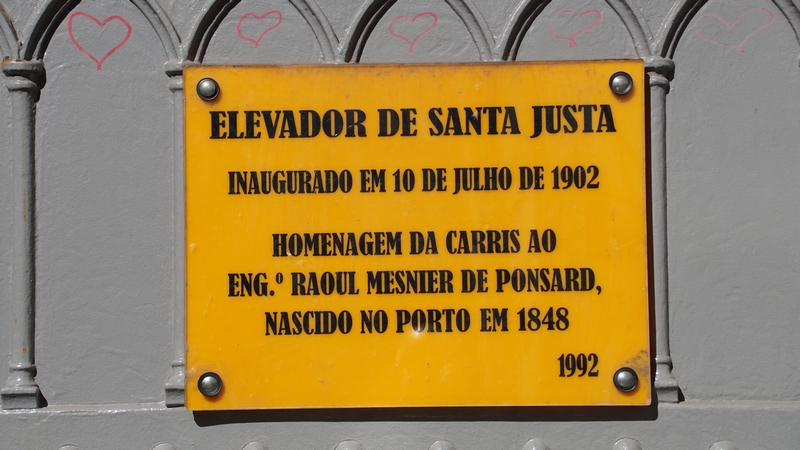 ELEVADOR DE SANTA JUSTA
INAUGURADO EM 10 DE JULHO DE 1902
HOMENAGEM DA CARRIS AO
ENG.º RAOUL MESNIER DE PONSARD,
NASCIDO NO PORTO EM 1848
1992